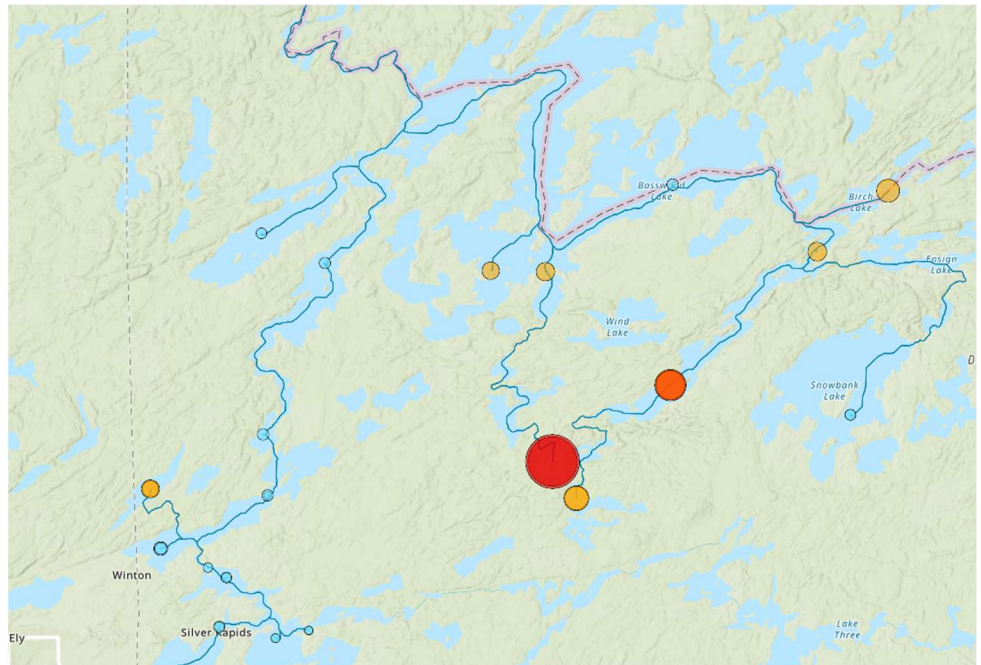 Basswood
Lake
Birch
Lake
Ensign
Lake
Wind
Lake
D
Snowbank
Lake
Winton
Silver Rapids
Ely
Lake
Three